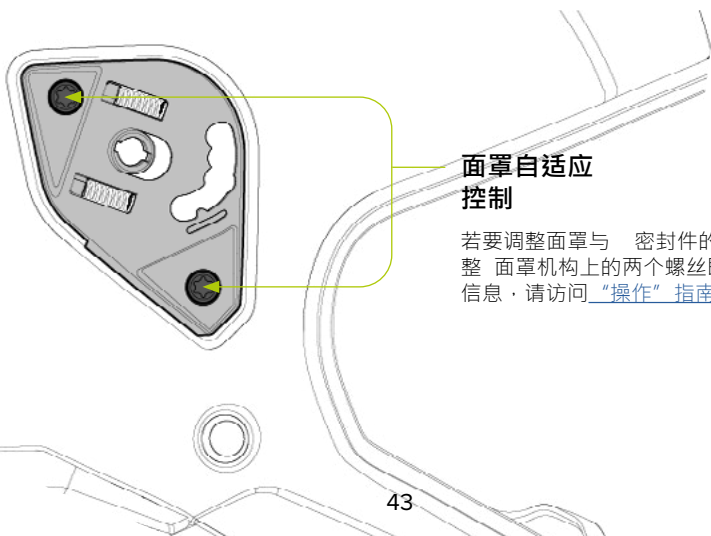 面罩自适应
控制
若要调整面罩与 密封件的
整 面罩机构上的两个螺丝
信息，请访问 “操作” 指南
43